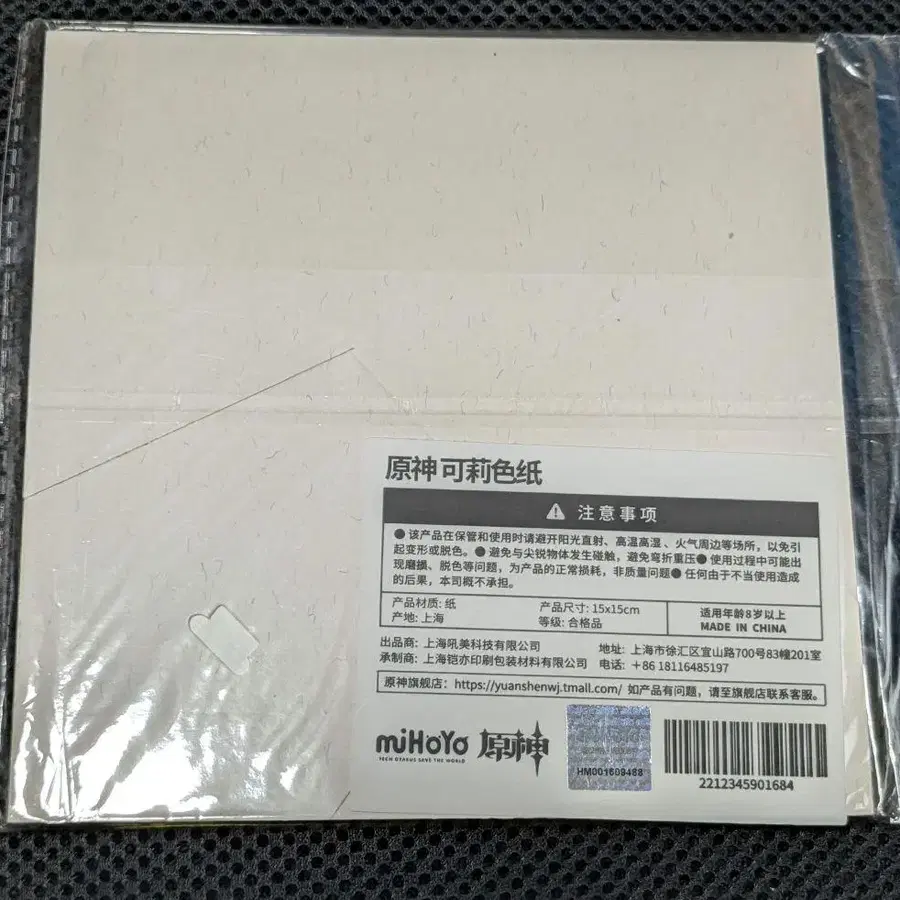 原神 可莉色纸
⚠ 注意事项
● 该产品在保管和使用时请避开阳光直射、高温高湿、火气周边等场所，以免引
起变形或脱色。● 避免与尖锐物体发生碰触，避免弯折重压● 使用过程中可能出
现磨损、脱色等问题，为产品的正常损耗，非质量问题● 任何由于不当使用造成
的后果，本司概不承担。
产品材质: 纸 产品尺寸: 15x15cm 适用年龄8岁以上
产地: 上海 等级: 合格品 MADE IN CHINA
出品商: 上海吼美科技有限公司 地址: 上海市徐汇区宜山路700号83幢201室
承制商: 上海铠亦印刷包装材料有限公司 电话: +86 18116485197
原神旗舰店: https://yuanshenwj.tmall.com/ 如产品有问题，请至旗舰店联系客服。
miHoYo 原神
TECH OTAKUS SAVE THE WORLD
HM001609488
2212345901684